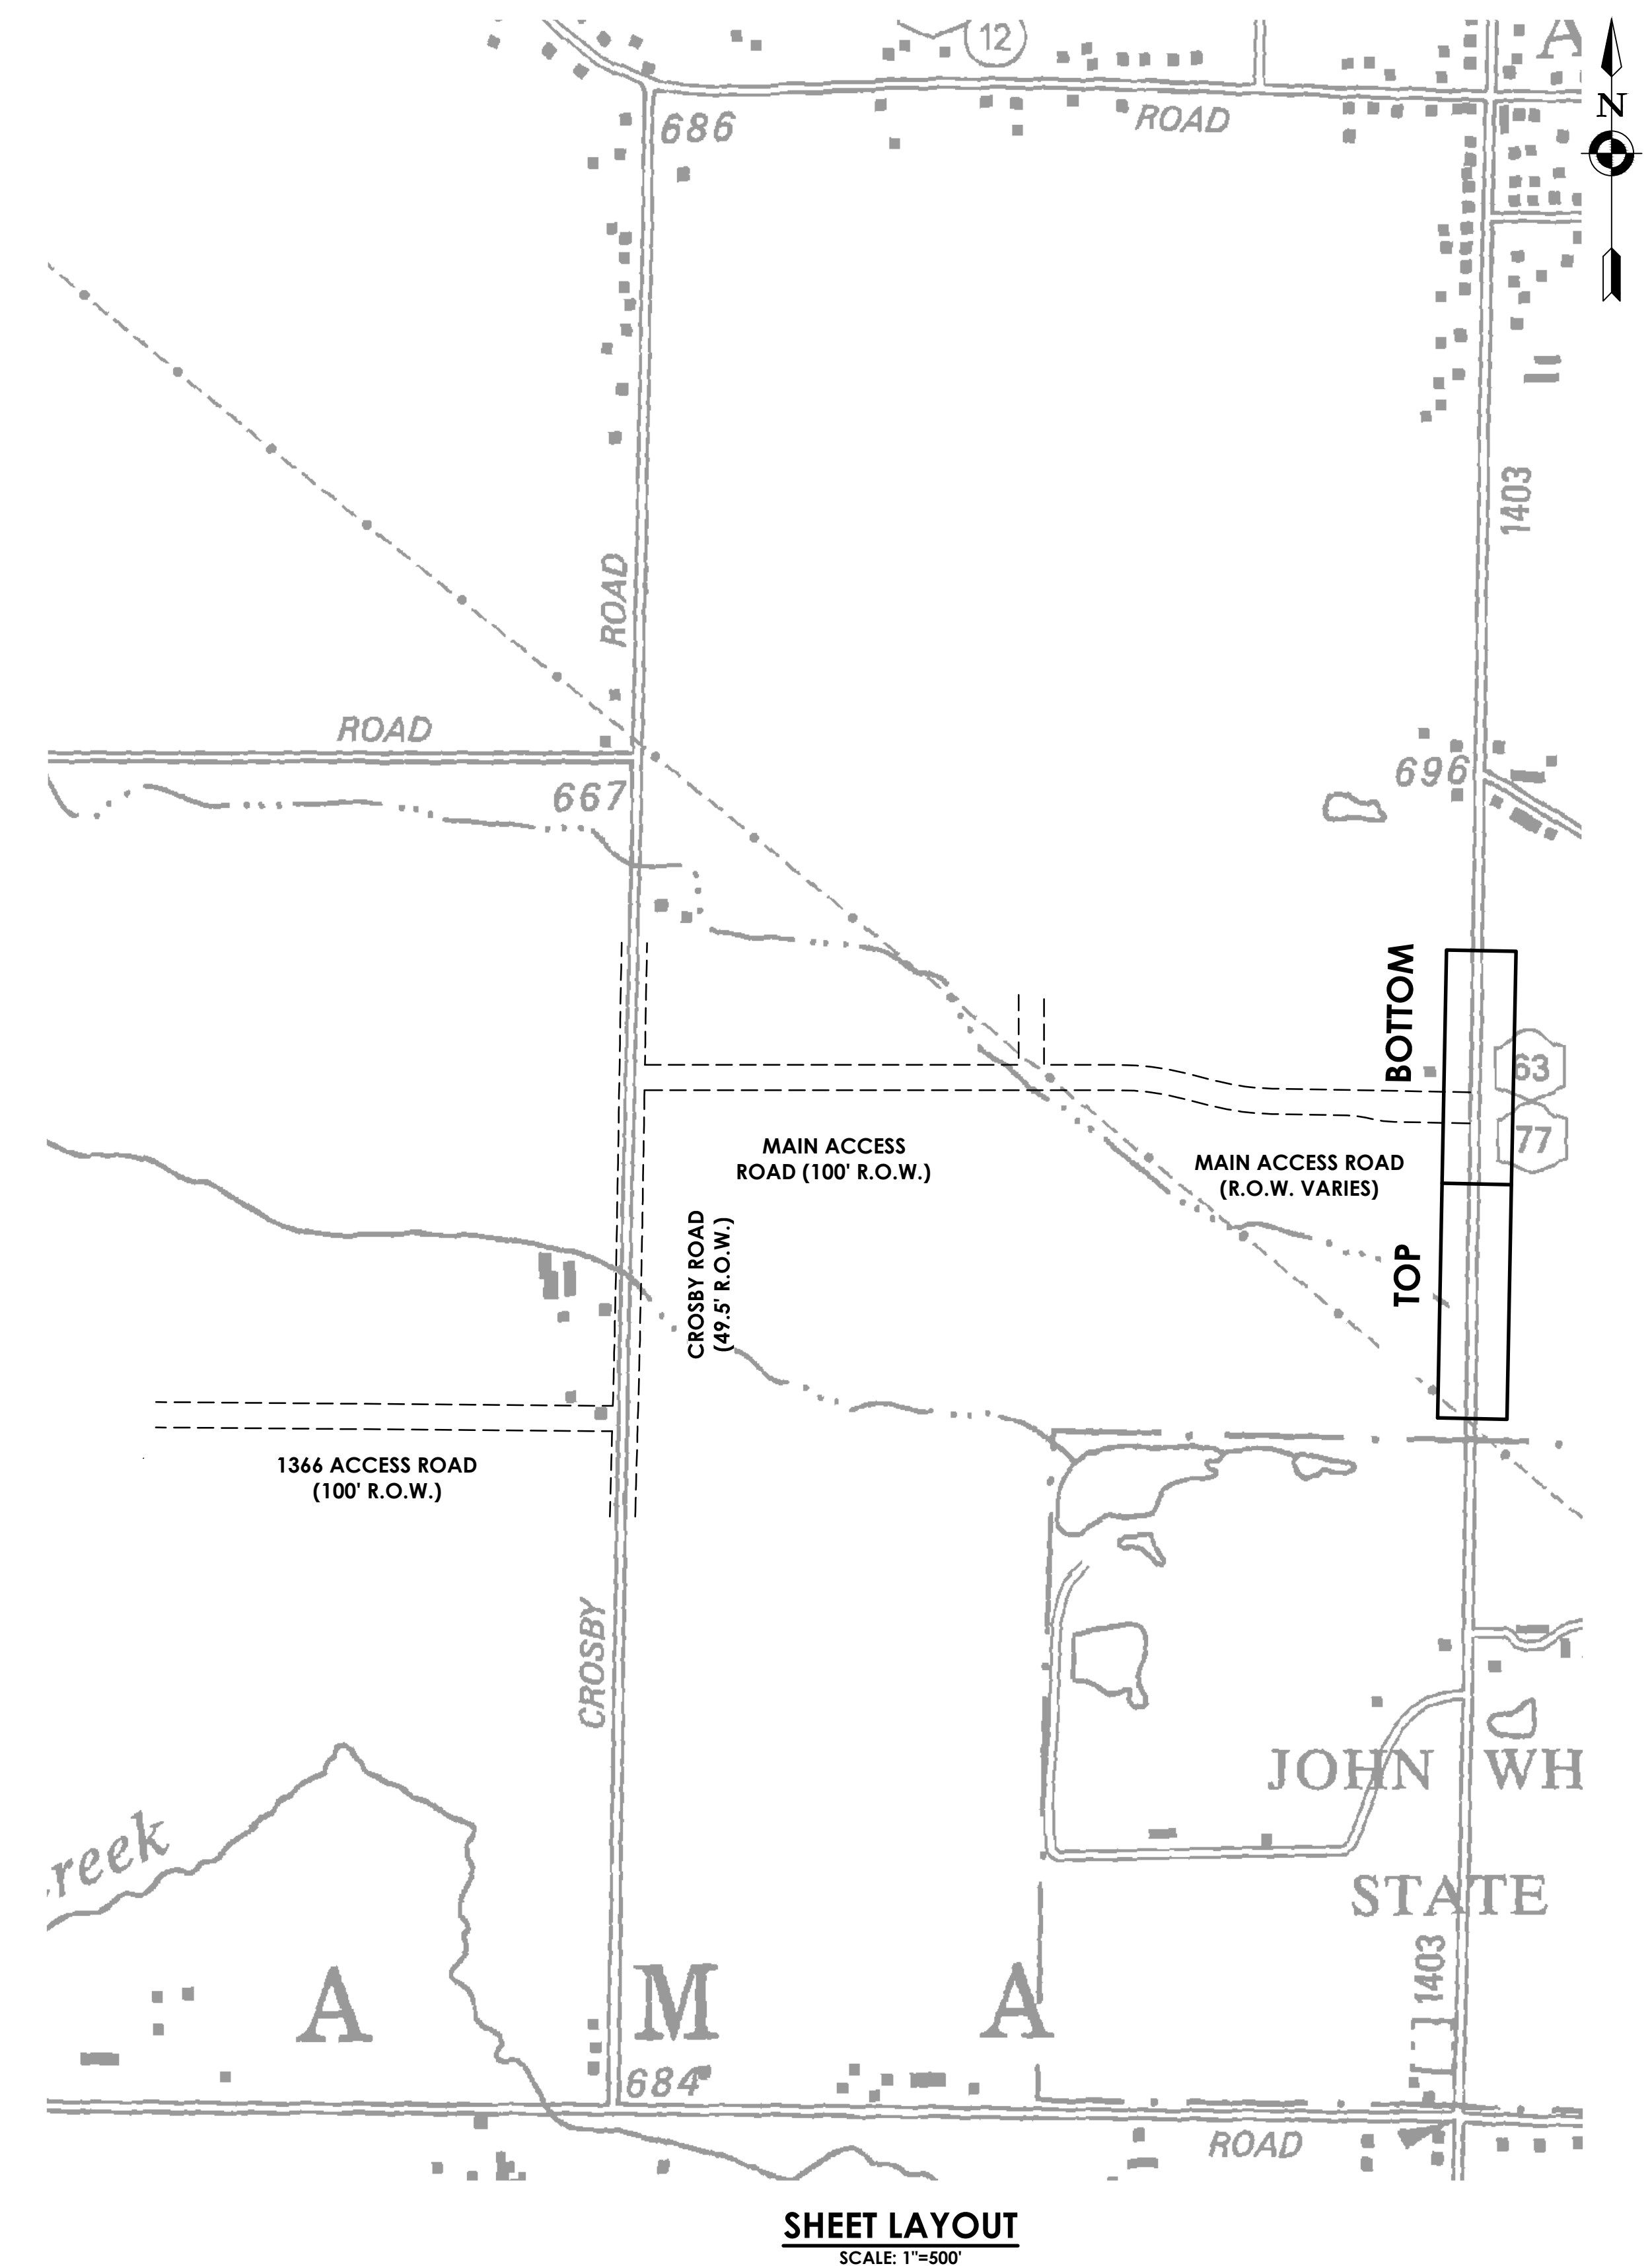 12
A
N
686
ROAD
1403
ROAD
ROAD
667
696
BOTTOM
63
77
MAIN ACCESS
ROAD (100' R.O.W.)
MAIN ACCESS ROAD
(R.O.W. VARIES)
CROSBY ROAD
(49.5' R.O.W.)
TOP
1366 ACCESS ROAD
(100' R.O.W.)
CROSBY
JOHN WH
reek
STATE
1403
A M A
684
ROAD
SHEET LAYOUT
SCALE: 1"=500'